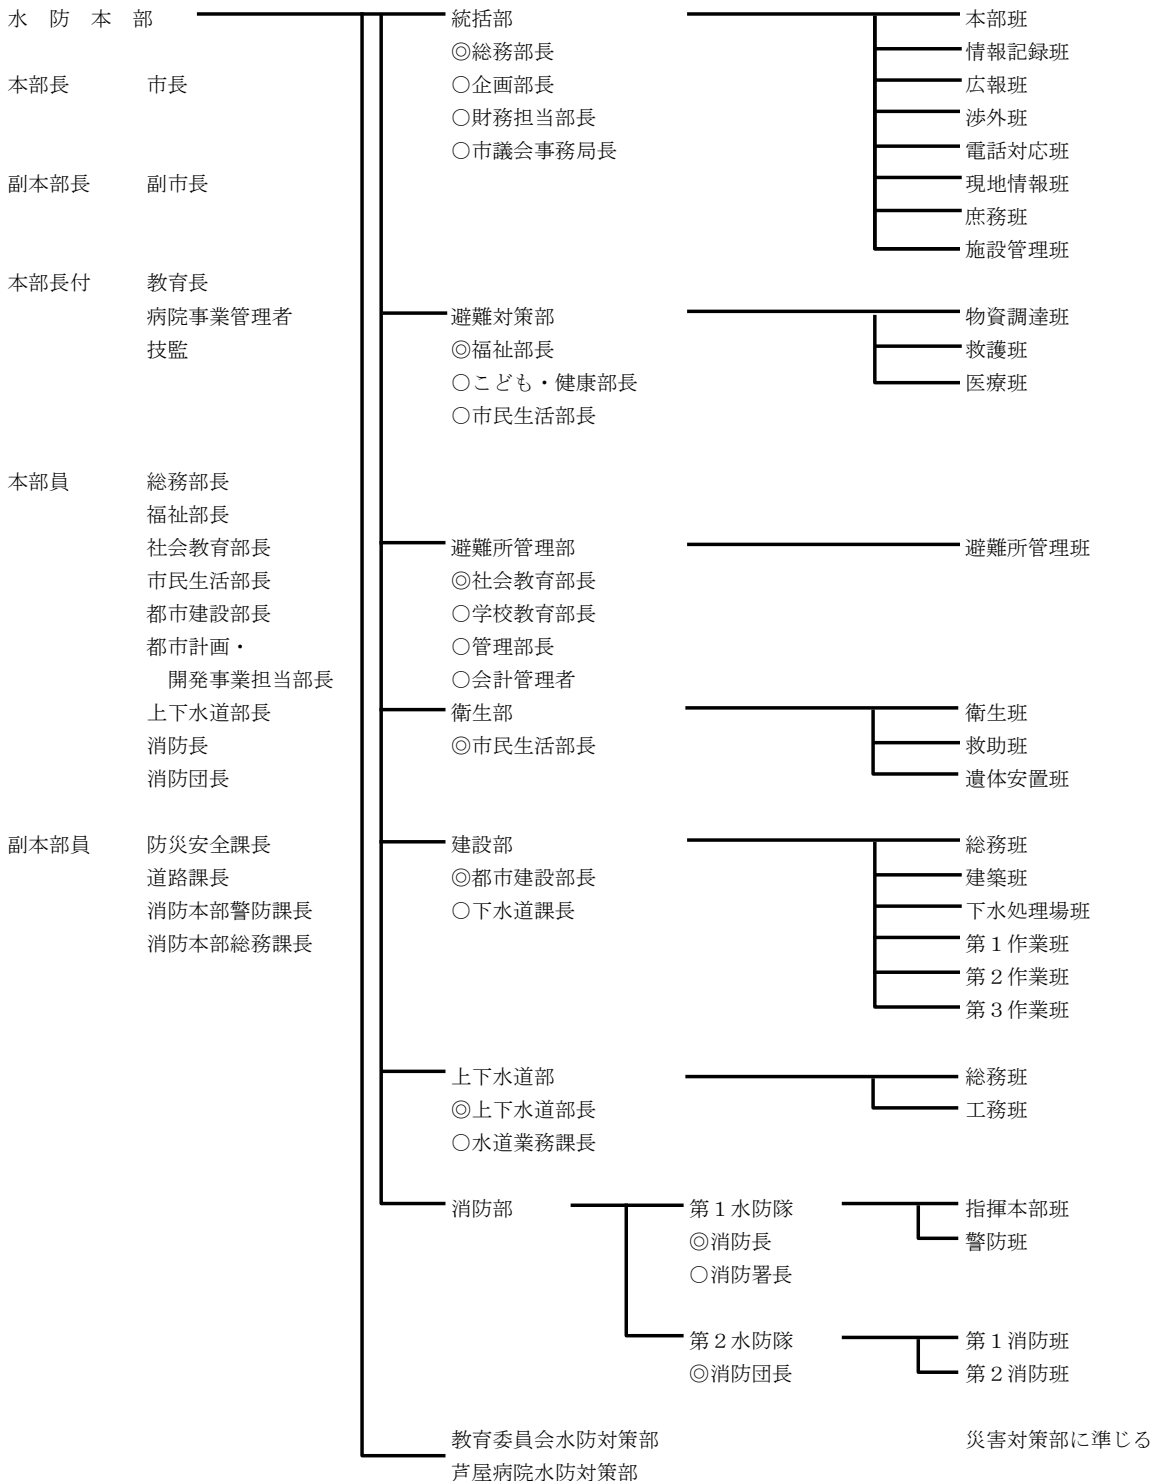 水 防 本 部
本部長 市長
副本部長 副市長
本部長付 教育長
病院事業管理者
技監
本部員 総務部長
福祉部長
社会教育部長
市民生活部長
都市建設部長
都市計画・
開発事業担当部長
上下水道部長
消防長
消防団長
副本部員 防災安全課長
道路課長
消防本部警防課長
消防本部総務課長
統括部
◎総務部長
○企画部長
○財務担当部長
○市議会事務局長
本部班
情報記録班
広報班
渉外班
電話対応班
現地情報班
庶務班
施設管理班
避難対策部
◎福祉部長
○こども・健康部長
○市民生活部長
物資調達班
救護班
医療班
避難所管理部
◎社会教育部長
○学校教育部長
○管理部長
○会計管理者
避難所管理班
衛生部
◎市民生活部長
衛生班
救助班
遺体安置班
建設部
◎都市建設部長
○下水道課長
総務班
建築班
下水処理場班
第１作業班
第２作業班
第３作業班
上下水道部
◎上下水道部長
○水道業務課長
総務班
工務班
消防部
第１水防隊
◎消防長
○消防署長
指揮本部班
警防班
第２水防隊
◎消防団長
第１消防班
第２消防班
教育委員会水防対策部
芦屋病院水防対策部
災害対策部に準じる